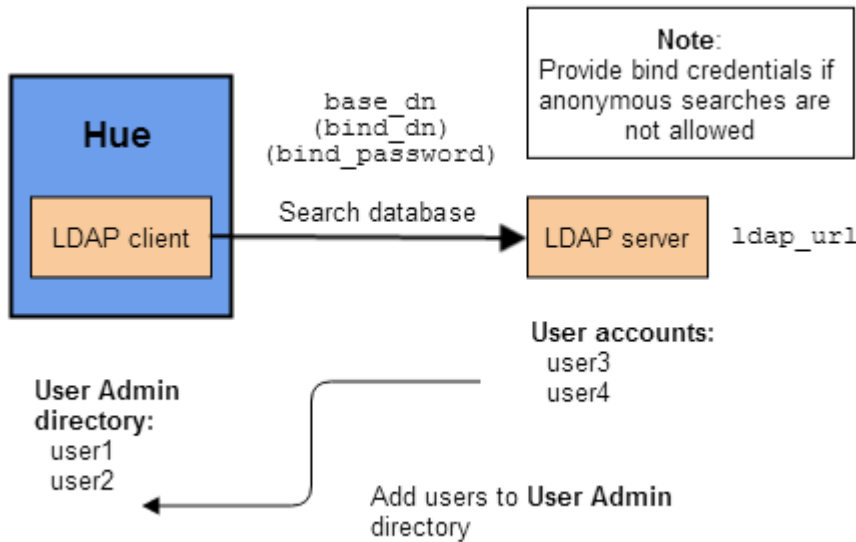 Note:
Provide bind credentials if
anonymous searches are
not allowed
Hue
base_dn
(bind_dn)
(bind_password)
LDAP client
Search database
LDAP server
ldap_url
User accounts:
user3
user4
User Admin
directory:
user1
user2
Add users to User Admin
directory